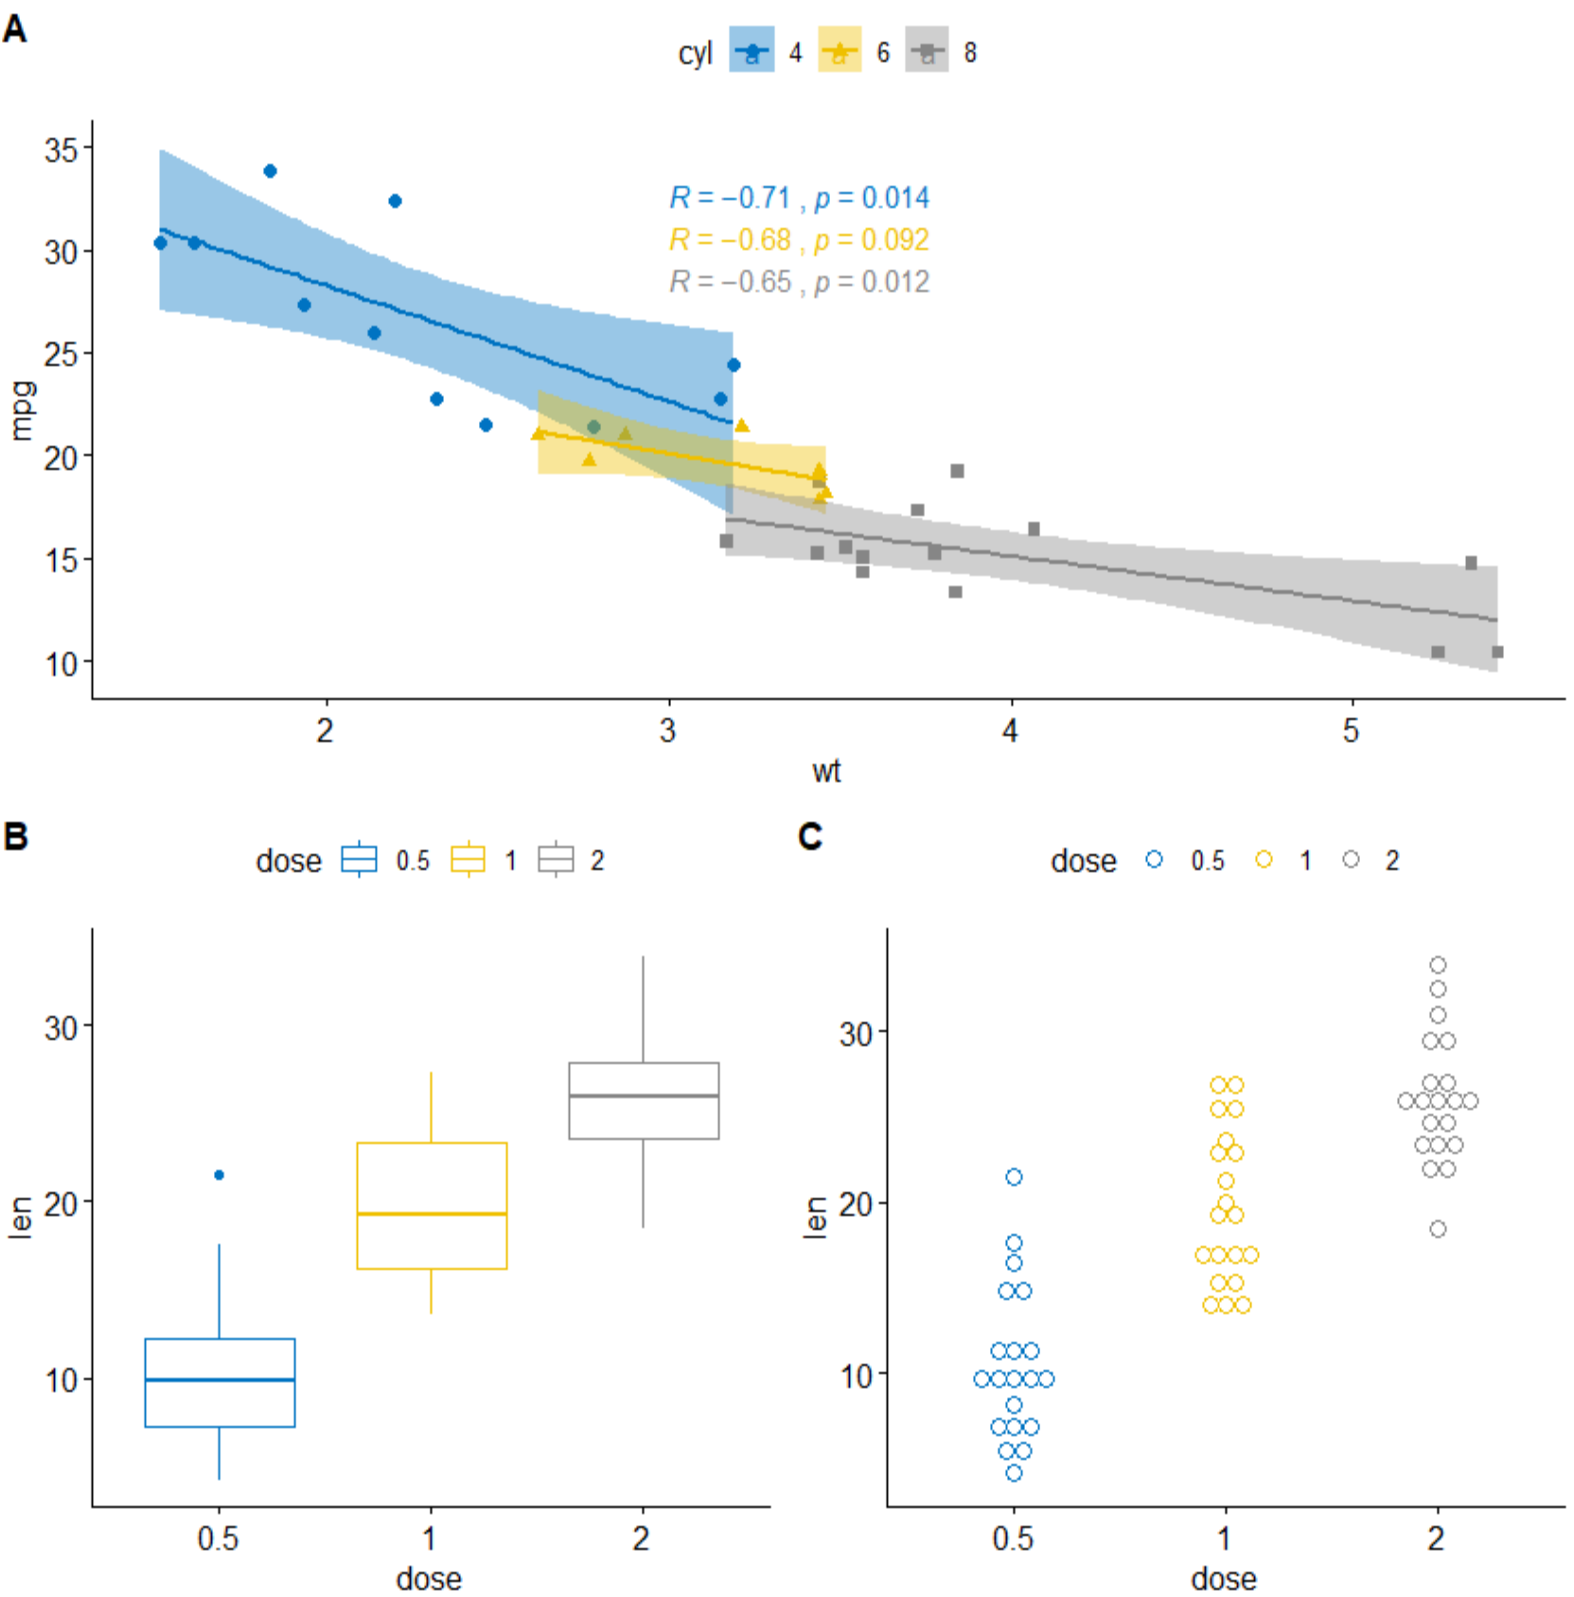 A
cyl a 4 a 6 a 8
35
30
25
20
15
10
mpg
R = −0.71 , p = 0.014
R = −0.68 , p = 0.092
R = −0.65 , p = 0.012
2 3 4 5
wt
B
dose 0.5 1 2
30
20
10
len
0.5 1 2
dose
C
dose 0.5 1 2
30
20
10
len
0.5 1 2
dose